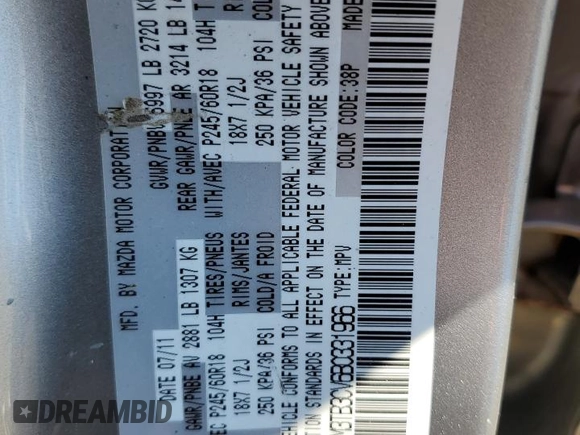 MFD. BY MAZDA MOTOR CORPORATION
DATE 07/11 GVWR/PNBV 5997 LB 2720 KG
GAWR/PNBE AV 2881 LB 1307 KG REAR GAWR/PNBE AR 3214 LB
P245/60R18 104H TIRES/PNEUS WITH/AVEC P245/60R18 104H T
18X7 1/2J RIMS/JANTES 18X7 1/2J R
250 KPA/36 PSI COLD/A FROID 250 KPA/36 PSI COLD
VEHICLE CONFORMS TO ALL APPLICABLE FEDERAL MOTOR VEHICLE SAFETY
STANDARDS IN EFFECT ON THE DATE OF MANUFACTURE SHOWN ABOVE
TYPE: MPV COLOR CODE: 38P MADE
RIDESAFELY